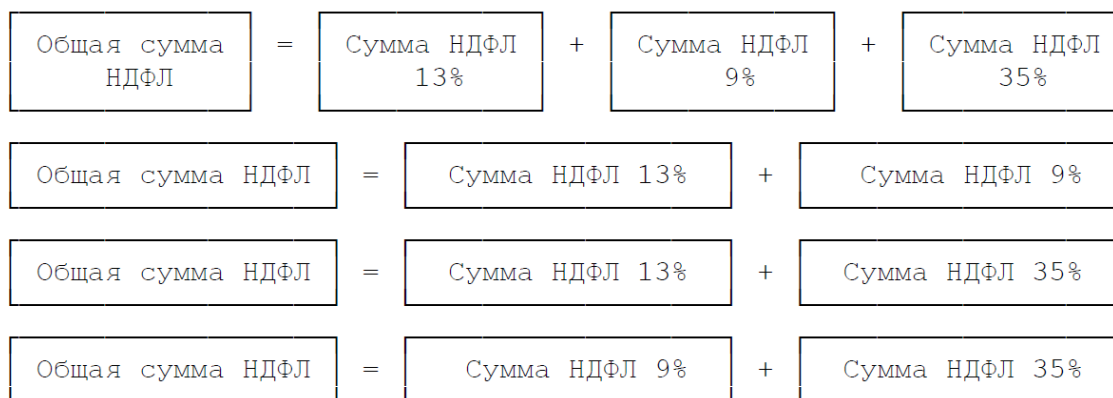 Общая сумма = Сумма НДФЛ + Сумма НДФЛ + Сумма НДФЛ
НДФЛ 13% 9% 35%
Общая сумма НДФЛ = Сумма НДФЛ 13% + Сумма НДФЛ 9%
Общая сумма НДФЛ = Сумма НДФЛ 13% + Сумма НДФЛ 35%
Общая сумма НДФЛ = Сумма НДФЛ 9% + Сумма НДФЛ 35%